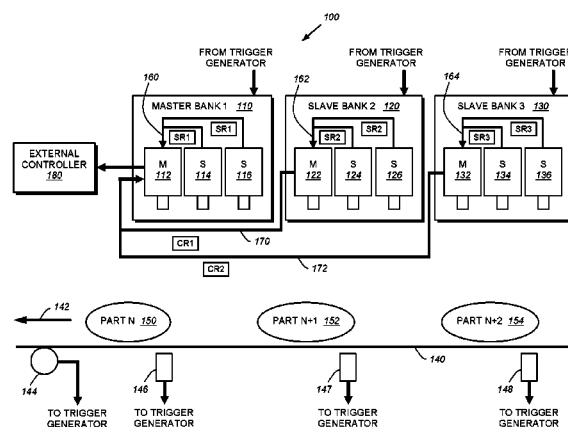 100
FROM TRIGGER GENERATOR
FROM TRIGGER GENERATOR
FROM TRIGGER GENERATOR
160
MASTER BANK 1 110
162
SLAVE BANK 2 120
164
SLAVE BANK 3 130
SR1
SR1
SR2
SR2
SR3
SR3
EXTERNAL CONTROLLER 180
M 112
S 114
S 116
M 122
S 124
S 126
M 132
S 134
S 136
CR1
170
CR2
172
142
PART N 150
PART N+1 152
PART N+2 154
140
144
146
147
148
TO TRIGGER GENERATOR
TO TRIGGER GENERATOR
TO TRIGGER GENERATOR
TO TRIGGER GENERATOR